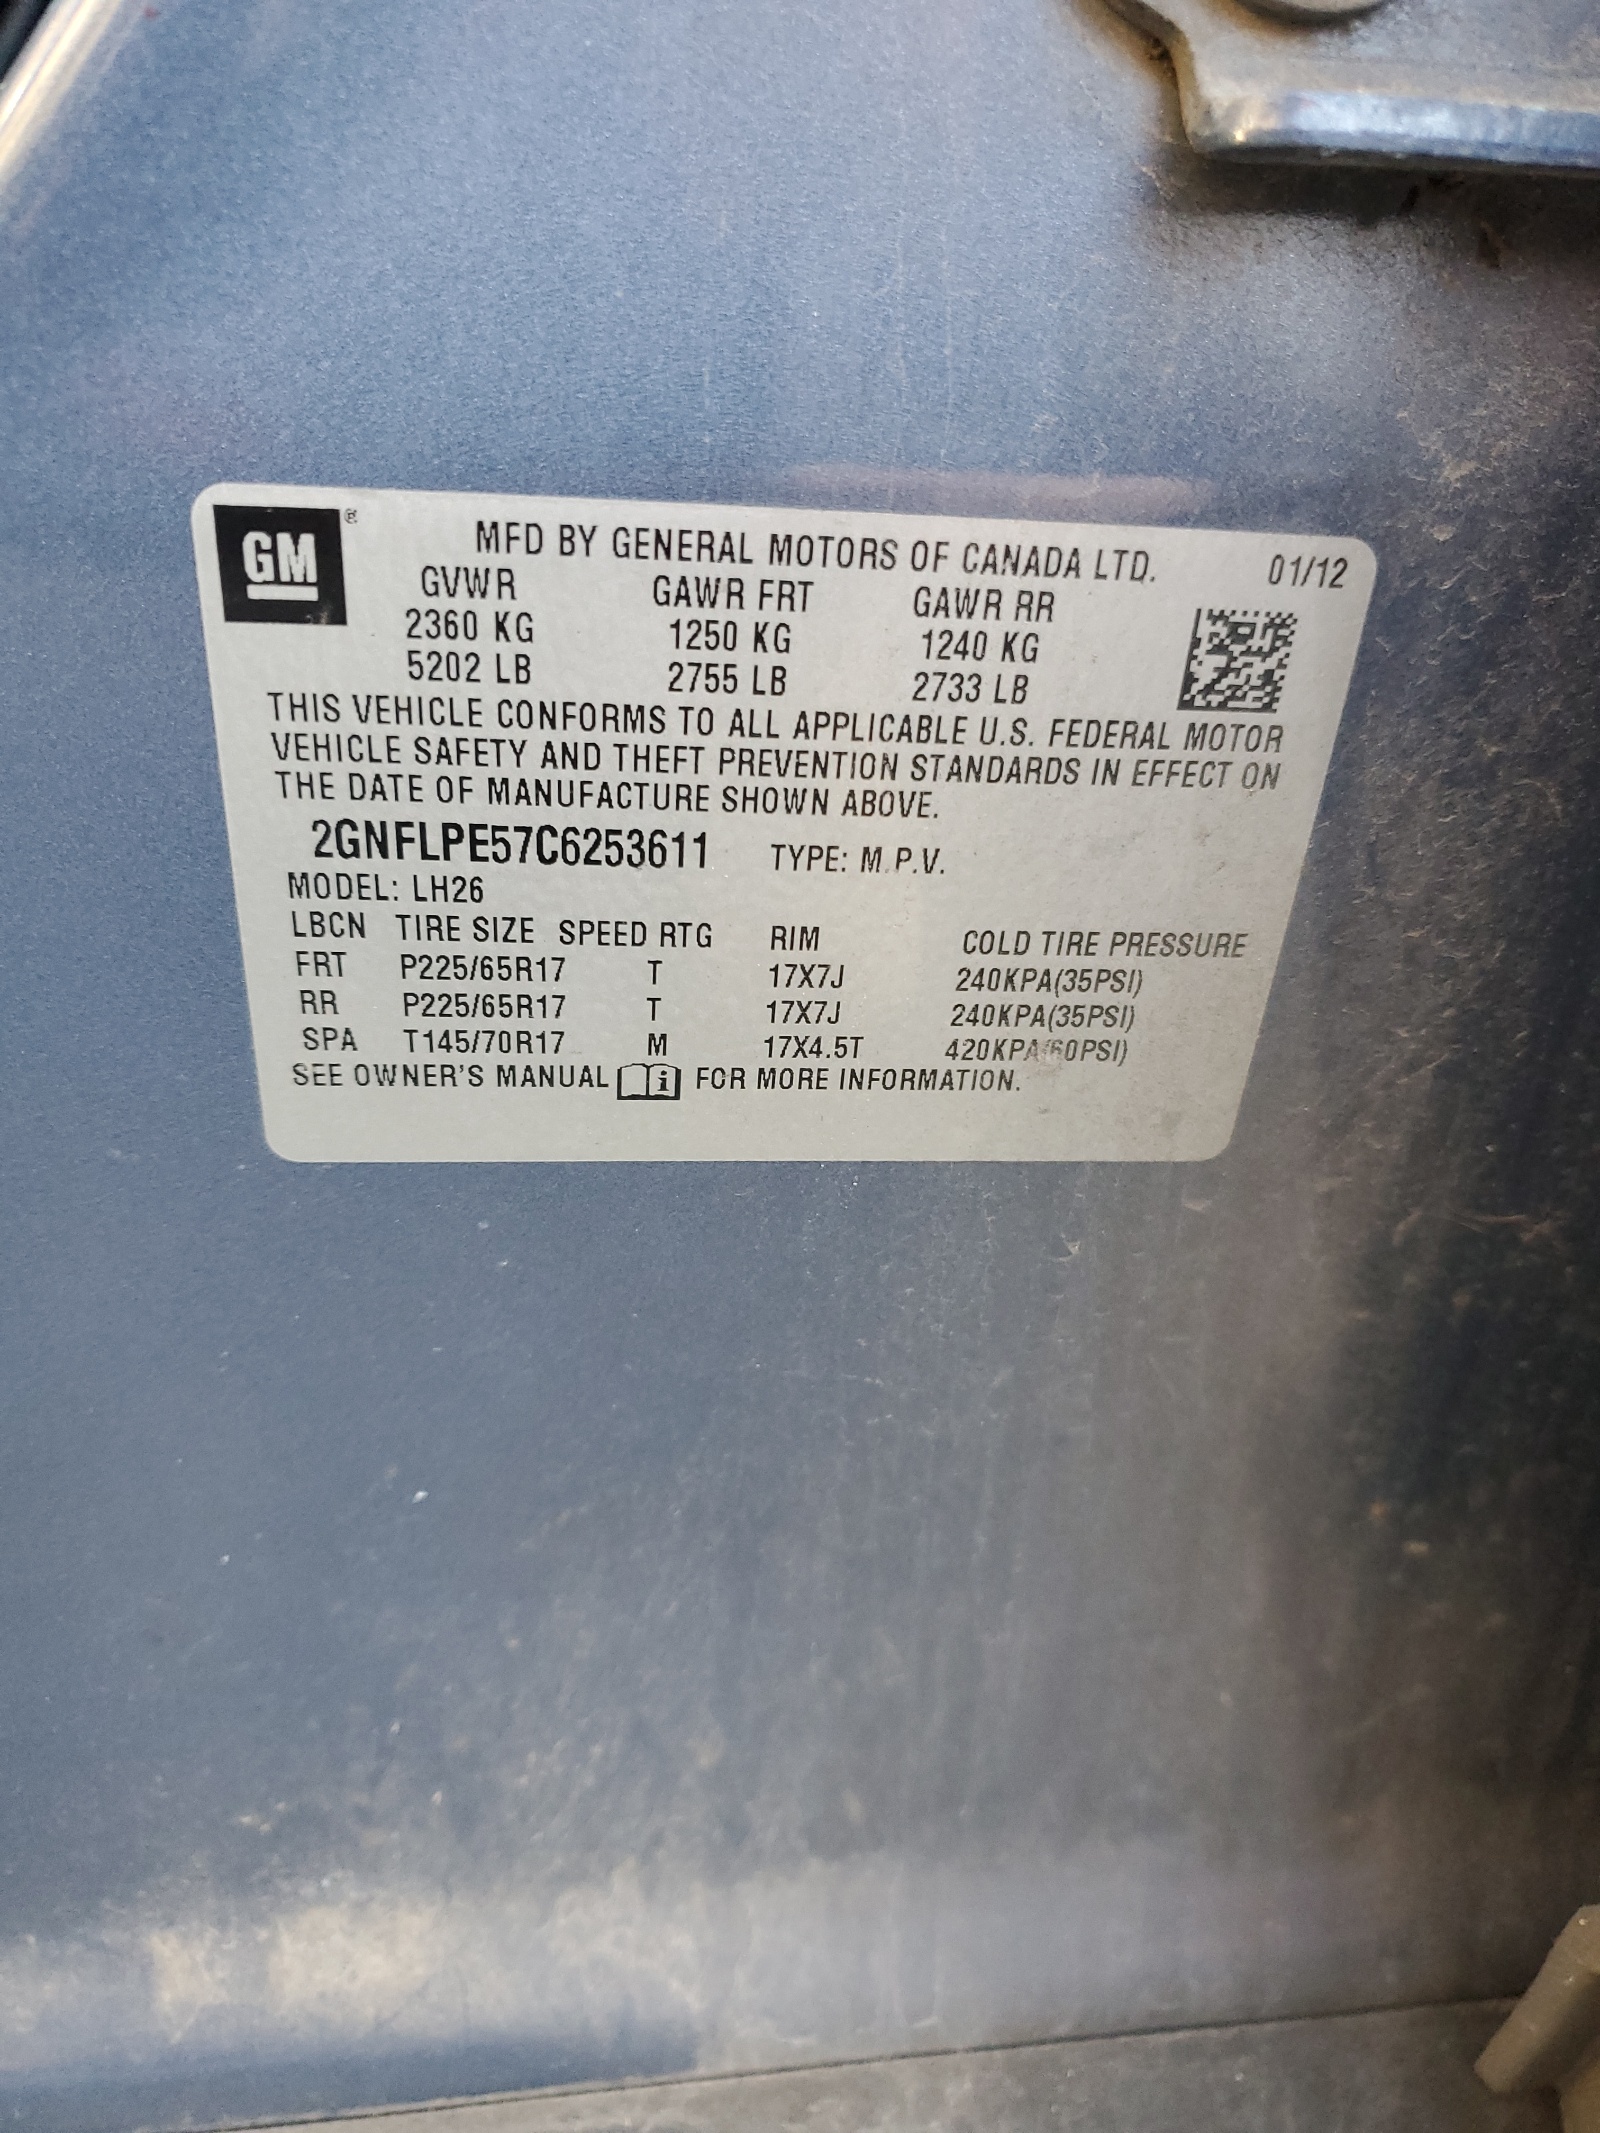 GM ® MFD BY GENERAL MOTORS OF CANADA LTD. 01/12
GVWR GAWR FRT GAWR RR
2360 KG 1250 KG 1240 KG
5202 LB 2755 LB 2733 LB
THIS VEHICLE CONFORMS TO ALL APPLICABLE U.S. FEDERAL MOTOR
VEHICLE SAFETY AND THEFT PREVENTION STANDARDS IN EFFECT ON
THE DATE OF MANUFACTURE SHOWN ABOVE.
2GNFLPE57C6253611 TYPE: M.P.V.
MODEL: LH26
LBCN TIRE SIZE SPEED RTG RIM COLD TIRE PRESSURE
FRT P225/65R17 T 17X7J 240KPA(35PSI)
RR P225/65R17 T 17X7J 240KPA(35PSI)
SPA T145/70R17 M 17X4.5T 420KPA(60PSI)
SEE OWNER'S MANUAL i FOR MORE INFORMATION.